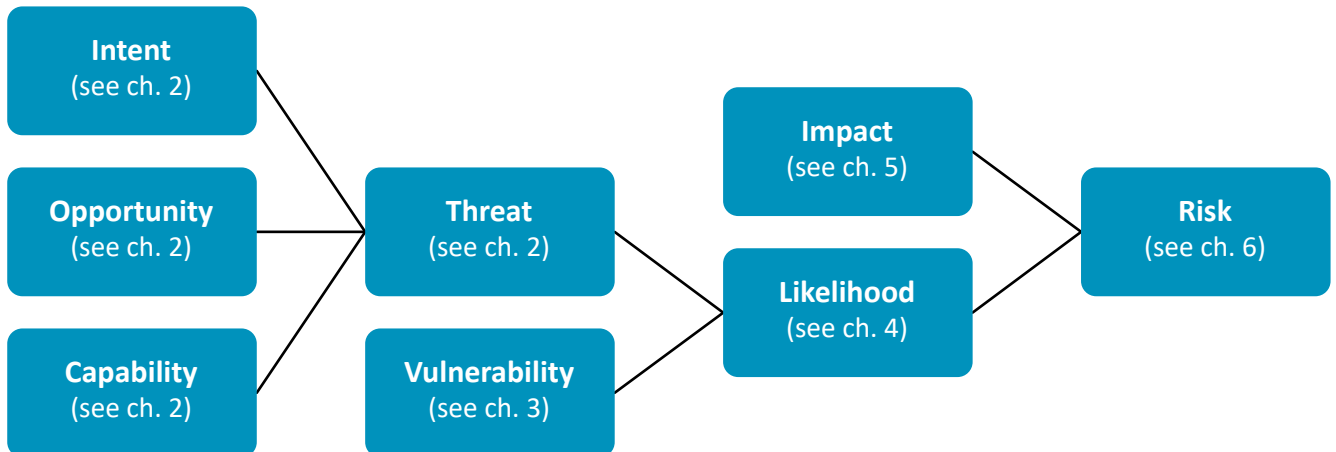 Intent
(see ch. 2)
Opportunity
(see ch. 2)
Capability
(see ch. 2)
Threat
(see ch. 2)
Vulnerability
(see ch. 3)
Impact
(see ch. 5)
Likelihood
(see ch. 4)
Risk
(see ch. 6)